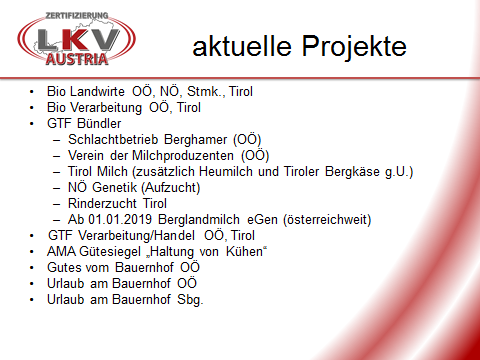 ZERTIFIZIERUNG
LKV
AUSTRIA
aktuelle Projekte
• Bio Landwirte OÖ, NÖ, Stmk., Tirol
• Bio Verarbeitung OÖ, Tirol
• GTF Bündler
– Schlachtbetrieb Berghamer (OÖ)
– Verein der Milchproduzenten (OÖ)
– Tirol Milch (zusätzlich Heumilch und Tiroler Bergkäse g.U.)
– NÖ Genetik (Aufzucht)
– Rinderzucht Tirol
– Ab 01.01.2019 Berglandmilch eGen (österreichweit)
• GTF Verarbeitung/Handel OÖ, Tirol
• AMA Gütesiegel „Haltung von Kühen“
• Gutes vom Bauernhof OÖ
• Urlaub am Bauernhof OÖ
• Urlaub am Bauernhof Sbg.